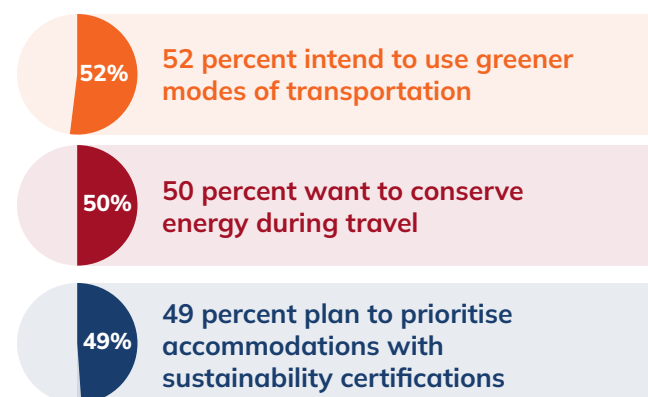 52%
52 percent intend to use greener
modes of transportation
50%
50 percent want to conserve
energy during travel
49%
49 percent plan to prioritise
accommodations with
sustainability certifications